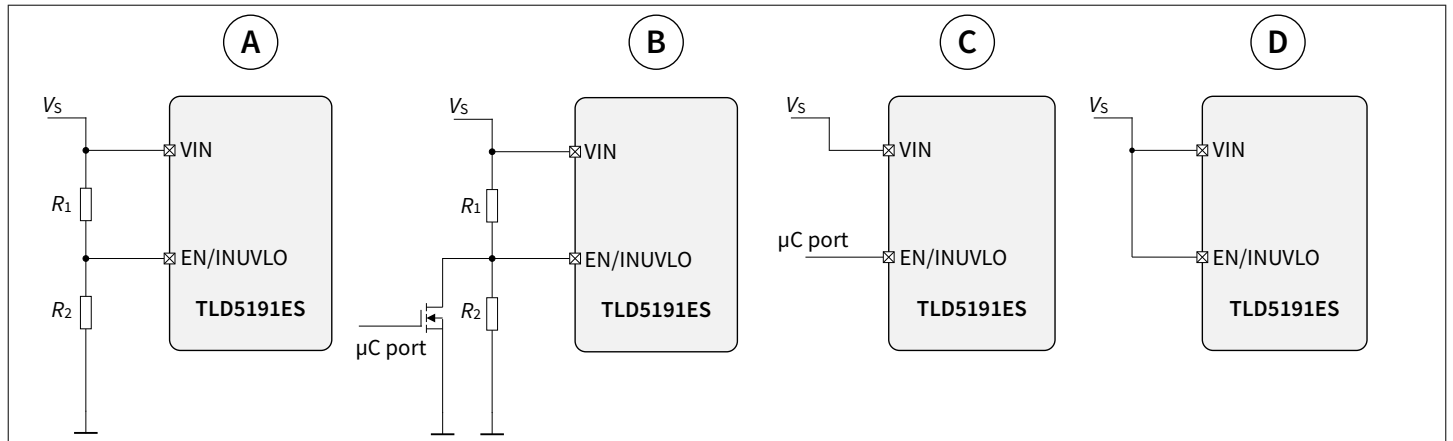 A
B
C
D
VS
VIN
R1
EN/INUVLO
R2
TLD5191ES
VS
VIN
R1
EN/INUVLO
R2
TLD5191ES
µC port
VS
VIN
µC port
EN/INUVLO
TLD5191ES
VS
VIN
EN/INUVLO
TLD5191ES